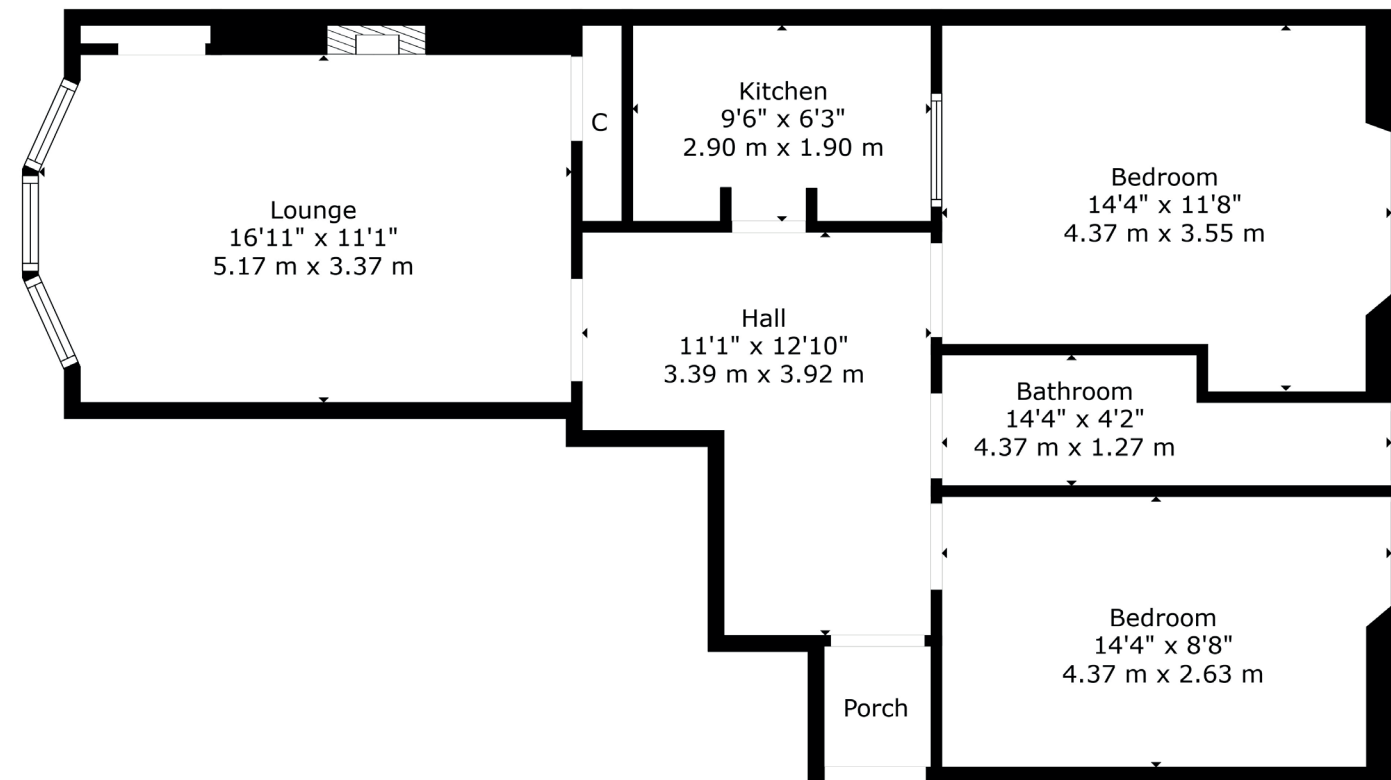 Kitchen
9'6" x 6'3"
2.90 m x 1.90 m
C
Bedroom
14'4" x 11'8"
4.37 m x 3.55 m
Lounge
16'11" x 11'1"
5.17 m x 3.37 m
Hall
11'1" x 12'10"
3.39 m x 3.92 m
Bathroom
14'4" x 4'2"
4.37 m x 1.27 m
Bedroom
14'4" x 8'8"
4.37 m x 2.63 m
Porch